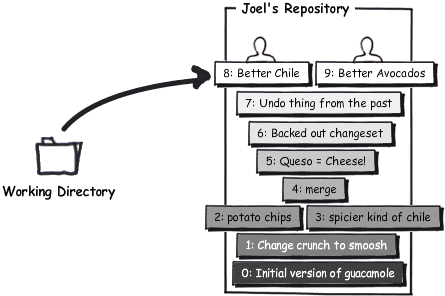 Joel's Repository
8: Better Chile
9: Better Avocados
7: Undo thing from the past
6: Backed out changeset
5: Queso = Cheese!
4: merge
2: potato chips
3: spicier kind of chile
1: Change crunch to smoosh
0: Initial version of guacamole
Working Directory